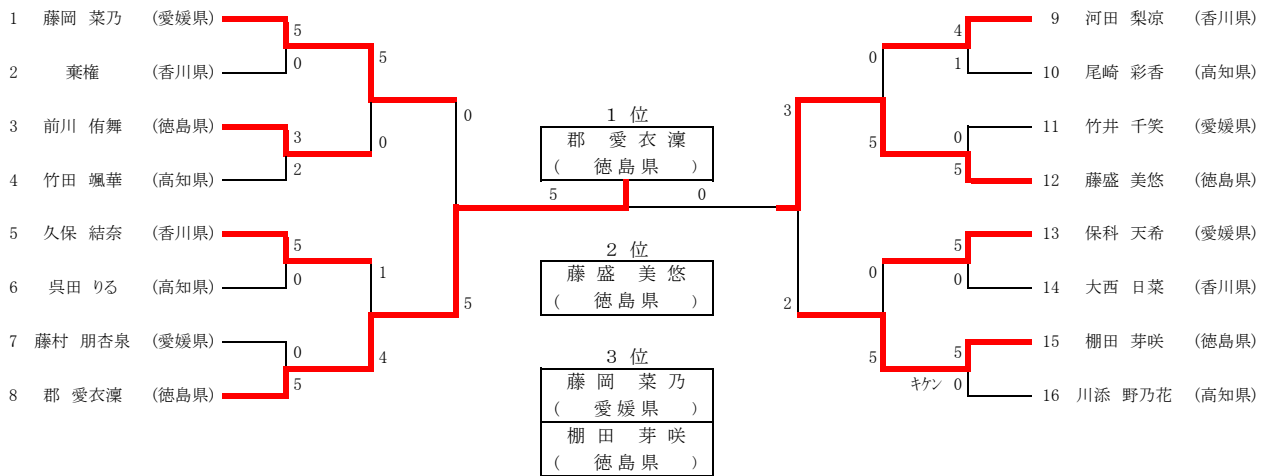 1 藤岡 菜乃 (愛媛県)
5
0
2 棄権 (香川県)
5
3 前川 侑舞 (徳島県)
3
2
4 竹田 颯華 (高知県)
0
0
5 久保 結奈 (香川県)
5
0
6 呉田 りる (高知県)
1
7 藤村 朋杏泉 (愛媛県)
0
5
8 郡 愛衣凜 (徳島県)
4
5
1 位
郡 愛衣凜
( 徳島県 )
5 0
2 位
藤盛 美悠
( 徳島県 )
3 位
藤岡 菜乃
( 愛媛県 )
棚田 芽咲
( 徳島県 )
9 河田 梨凉 (香川県)
4
1
10 尾崎 彩香 (高知県)
0
11 竹井 千笑 (愛媛県)
0
5
12 藤盛 美悠 (徳島県)
5
3
13 保科 天希 (愛媛県)
5
0
14 大西 日菜 (香川県)
0
15 棚田 芽咲 (徳島県)
5
キケン 0
16 川添 野乃花 (高知県)
5
2